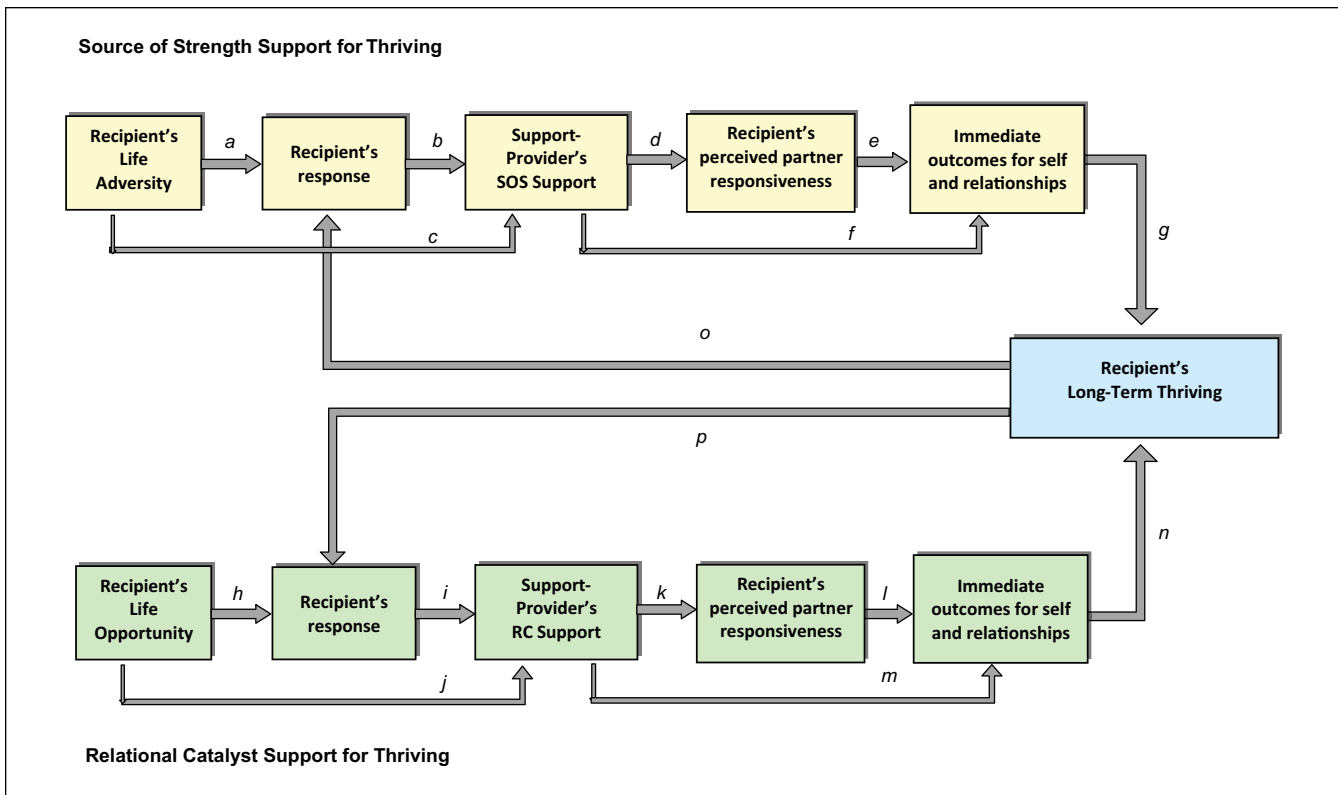 Source of Strength Support for Thriving
Recipient's
Life
Adversity
a
Recipient's
response
b
Support-
Provider's
SOS Support
d
Recipient's
perceived partner
responsiveness
e
Immediate
outcomes for self
and relationships
c
f
g
o
Recipient's
Long-Term Thriving
p
n
Recipient's
Life
Opportunity
h
Recipient's
response
i
Support-
Provider's
RC Support
k
Recipient's
perceived partner
responsiveness
l
Immediate
outcomes for self
and relationships
j
m
Relational Catalyst Support for Thriving